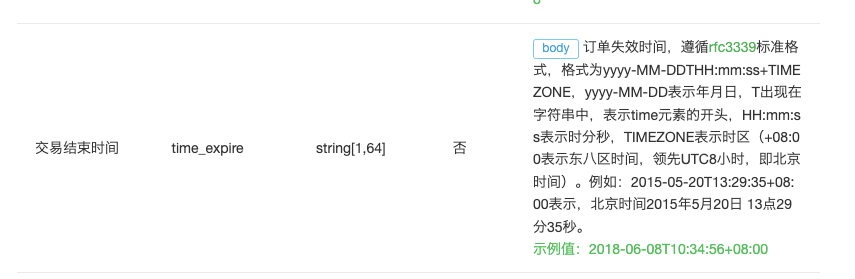 body 订单失效时间，遵循rfc3339标准格
式，格式为yyyy-MM-DDTHH:mm:ss+TIME
ZONE，yyyy-MM-DD表示年月日，T出现在
字符串中，表示time元素的开头，HH:mm:s
s表示时分秒，TIMEZONE表示时区（+08:0
交易结束时间 time_expire string[1,64] 否
0表示东八区时间，领先UTC8小时，即北京
时间）。例如：2015-05-20T13:29:35+08:
00表示，北京时间2015年5月20日 13点29
分35秒。
示例值：2018-06-08T10:34:56+08:00